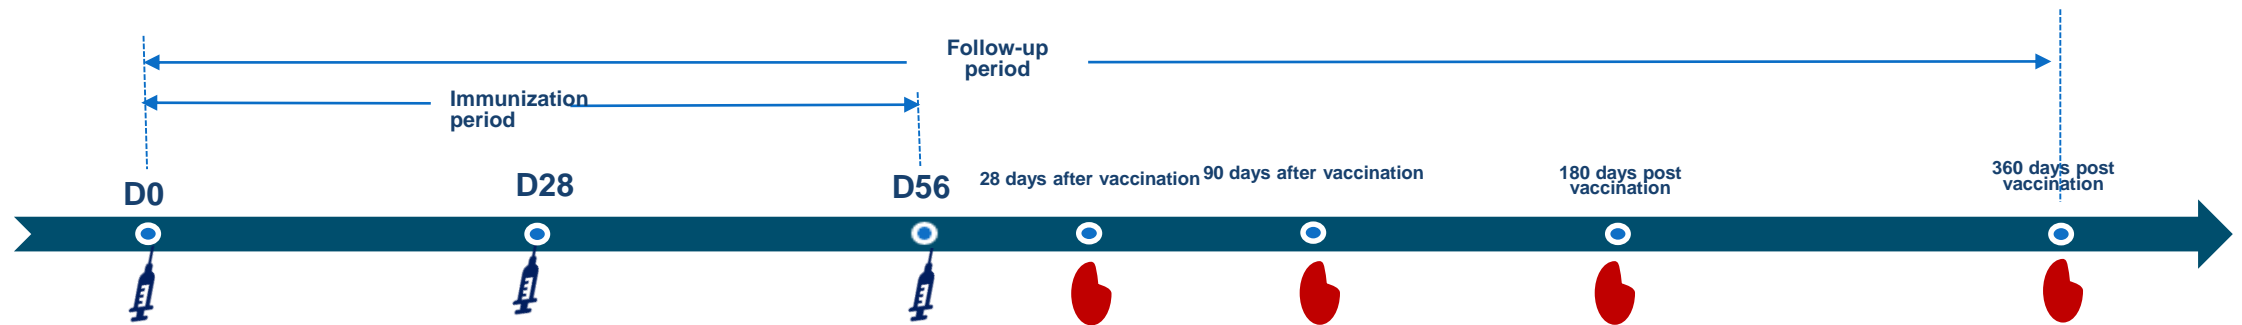 Follow-up
period
Immunization
period
D0
D28
D56
28 days after vaccination
90 days after vaccination
180 days post
vaccination
360 days post
vaccination